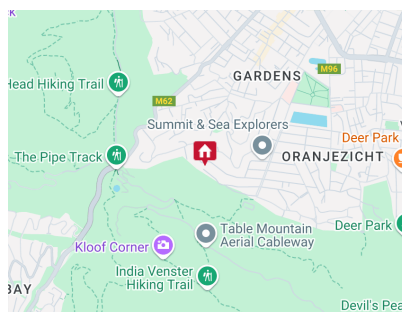 K
Head Hiking Trail
GARDENS
M96
M62
Summit & Sea Explorers
Deer Park
The Pipe Track
ORANJEZICHT
Deer Park
Table Mountain
Aerial Cableway
Kloof Corner
India Venster
Hiking Trail
BAY
Devil's Pea